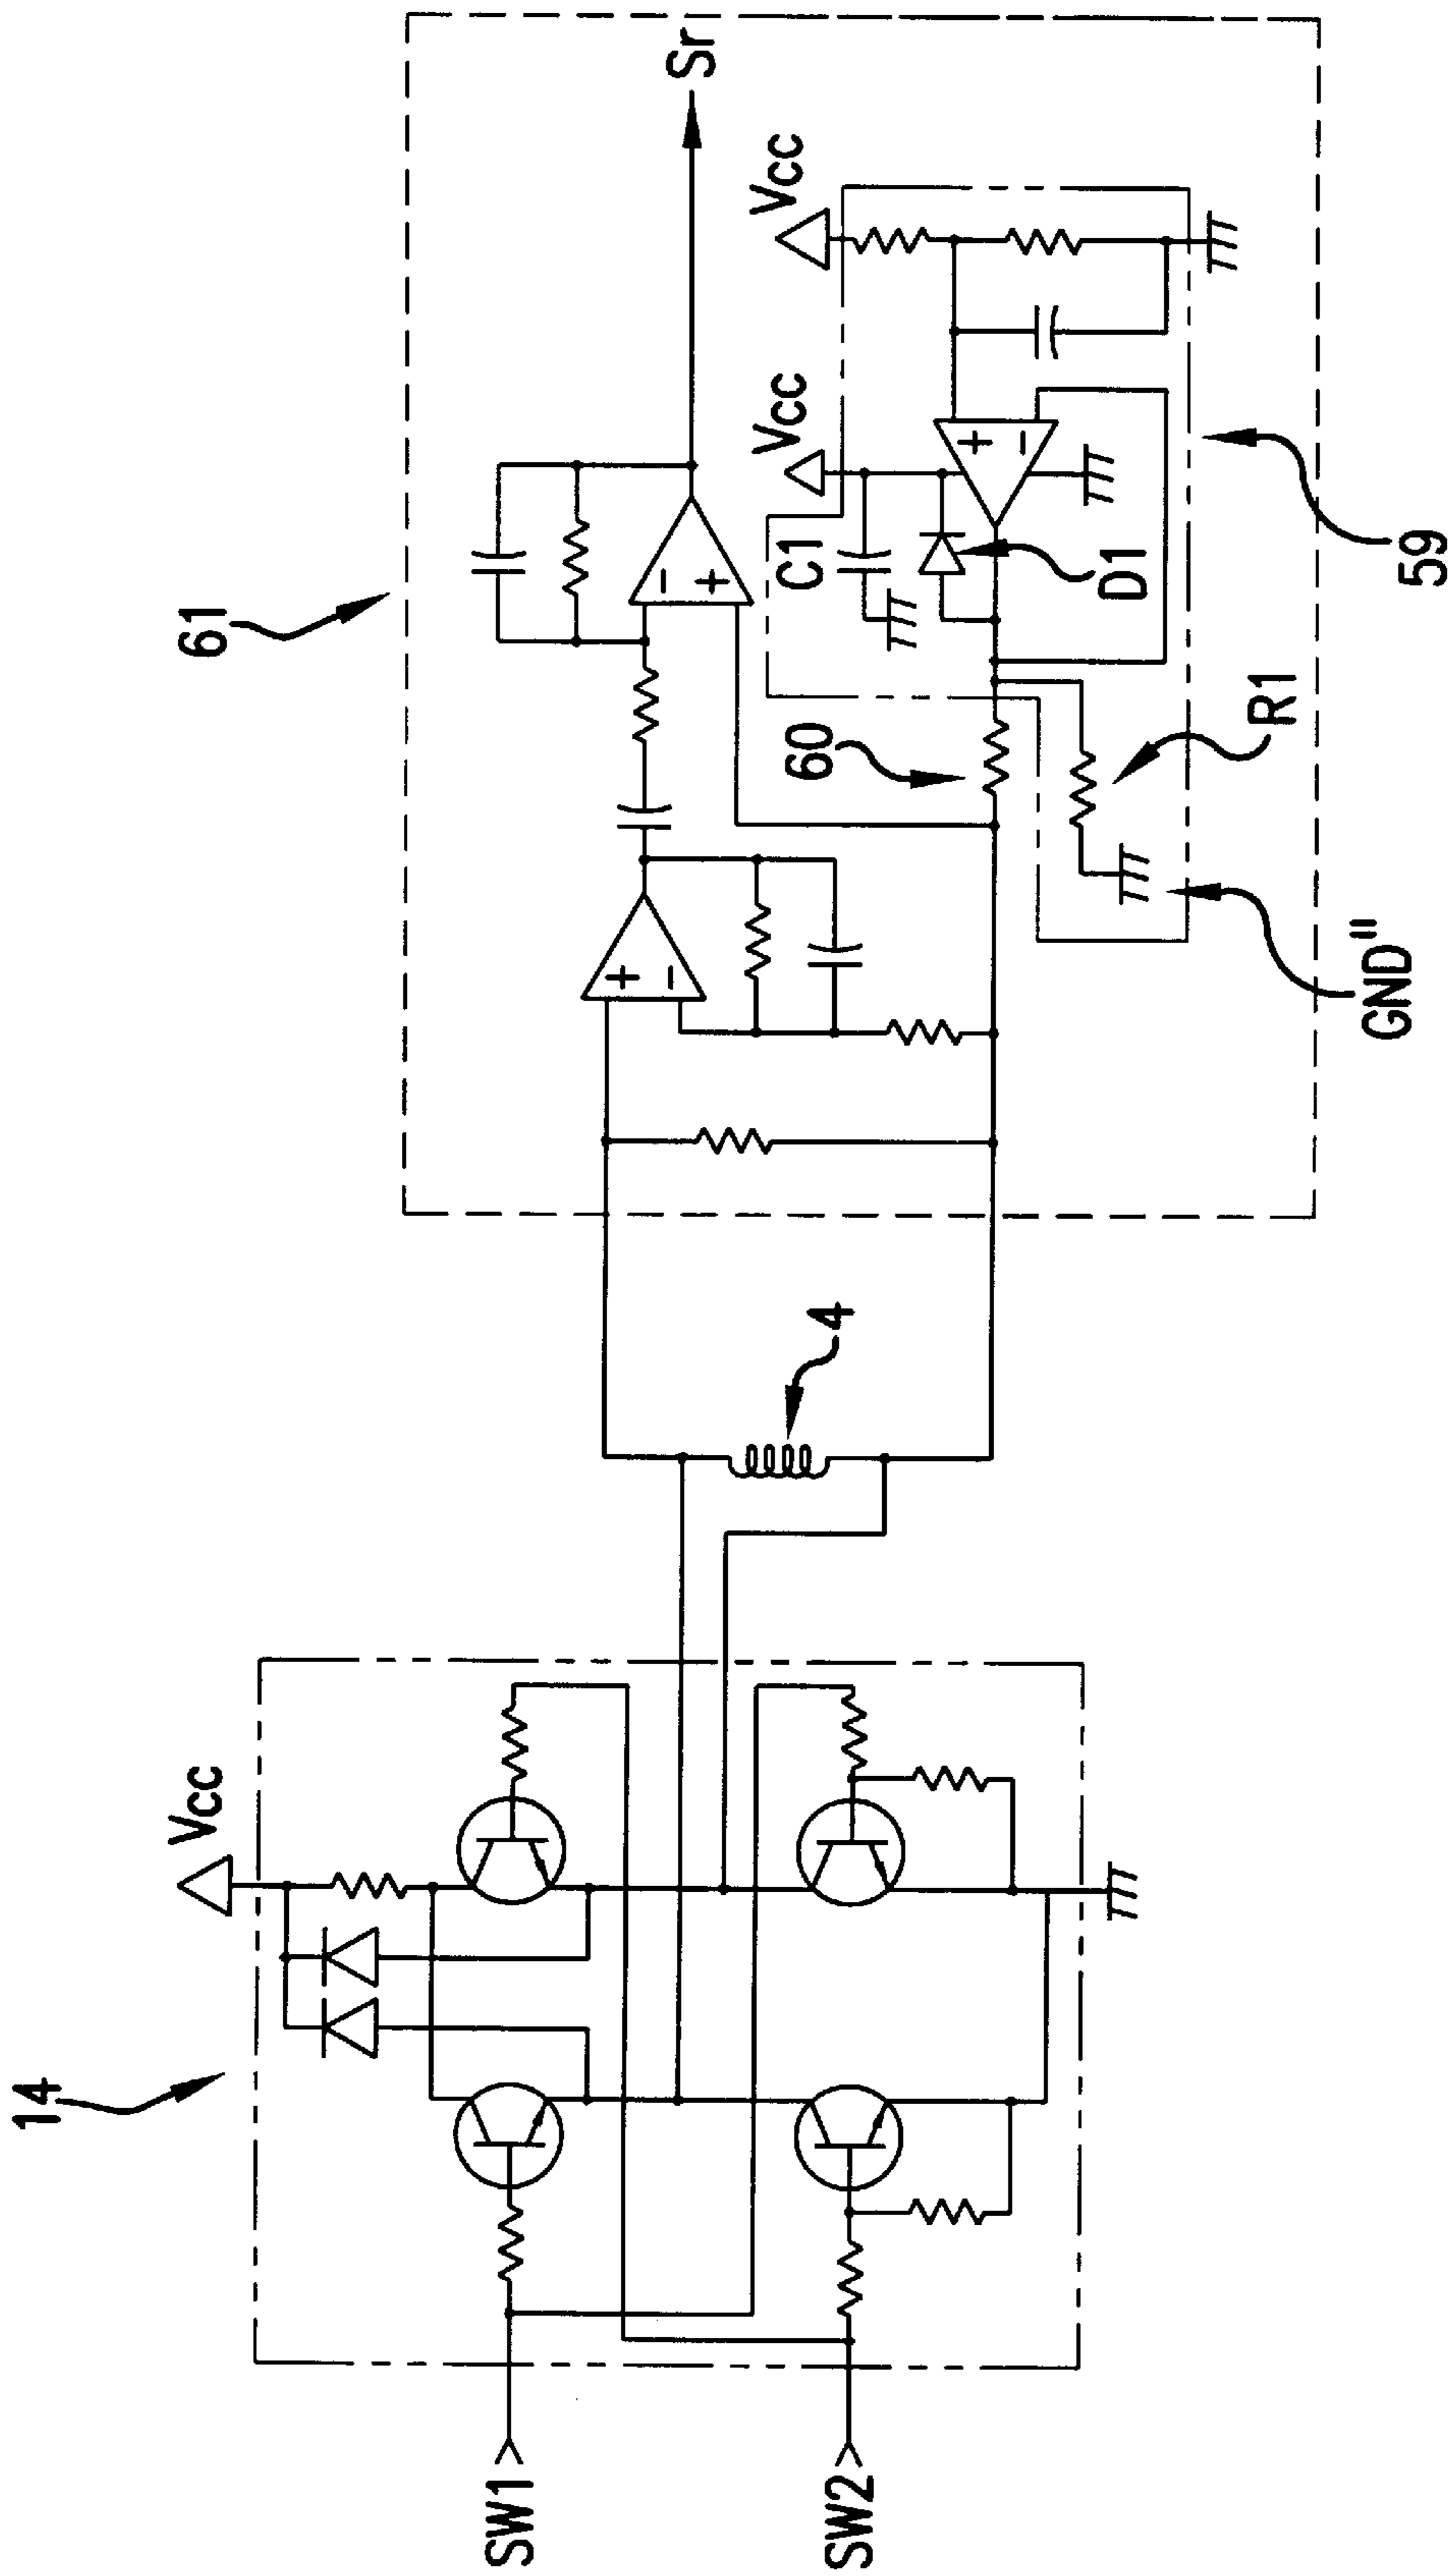 14
Vcc
SW1
SW2
4
61
Sr
Vcc
Vcc
C1
D1
60
R1
GND"
59
+
−
−
+
+
−